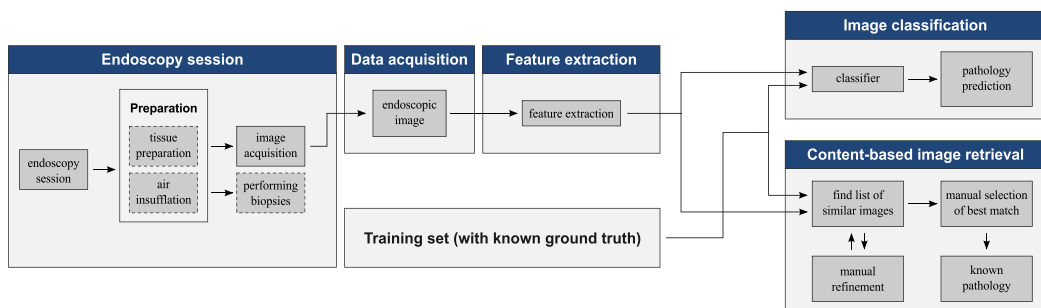 Endoscopy session
endoscopy
session
Preparation
tissue
preparation
air
insufflation
image
acquisition
performing
biopsies
Data acquisition
endoscopic
image
Feature extraction
feature extraction
Training set (with known ground truth)
Image classification
classifier
pathology
prediction
Content-based image retrieval
find list of
similar images
manual selection
of best match
manual
refinement
known
pathology